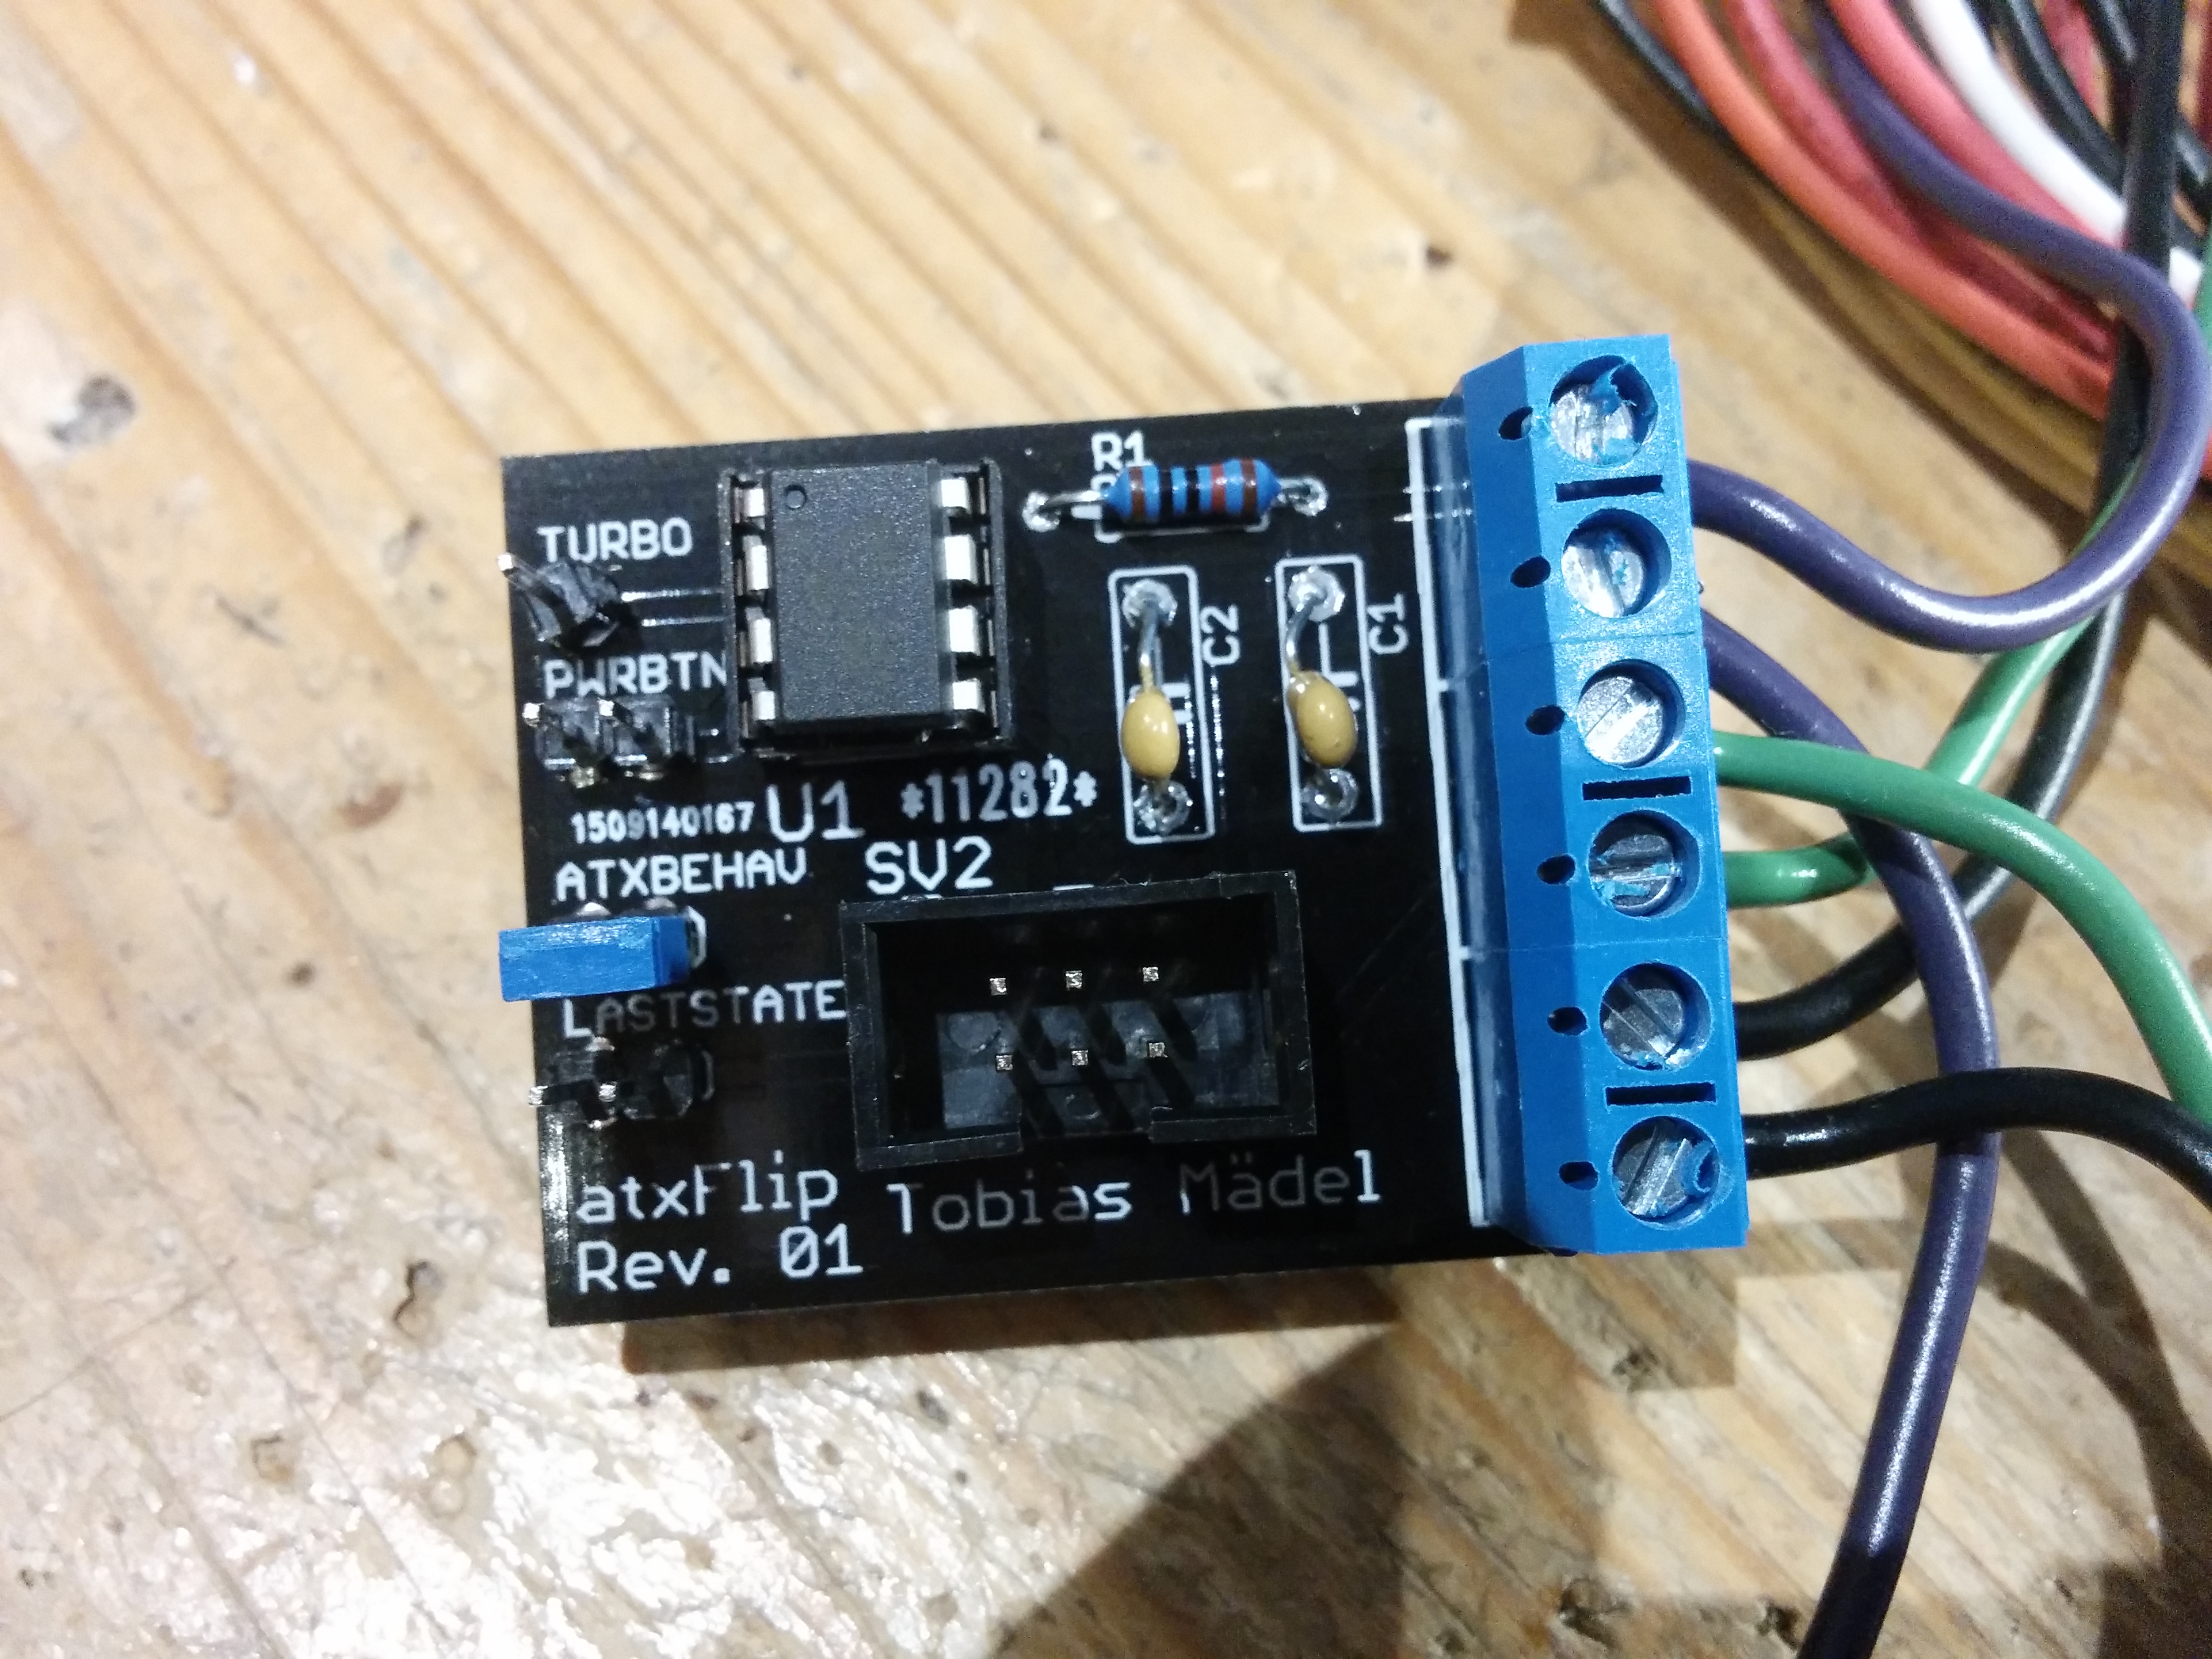 R1
TURBO
C2
C1
PWRBTN
1509140167
U1
*11282*
ATXBEHAV
SV2
LASTSTATE
atxFlip
Tobias Mädel
Rev. 01